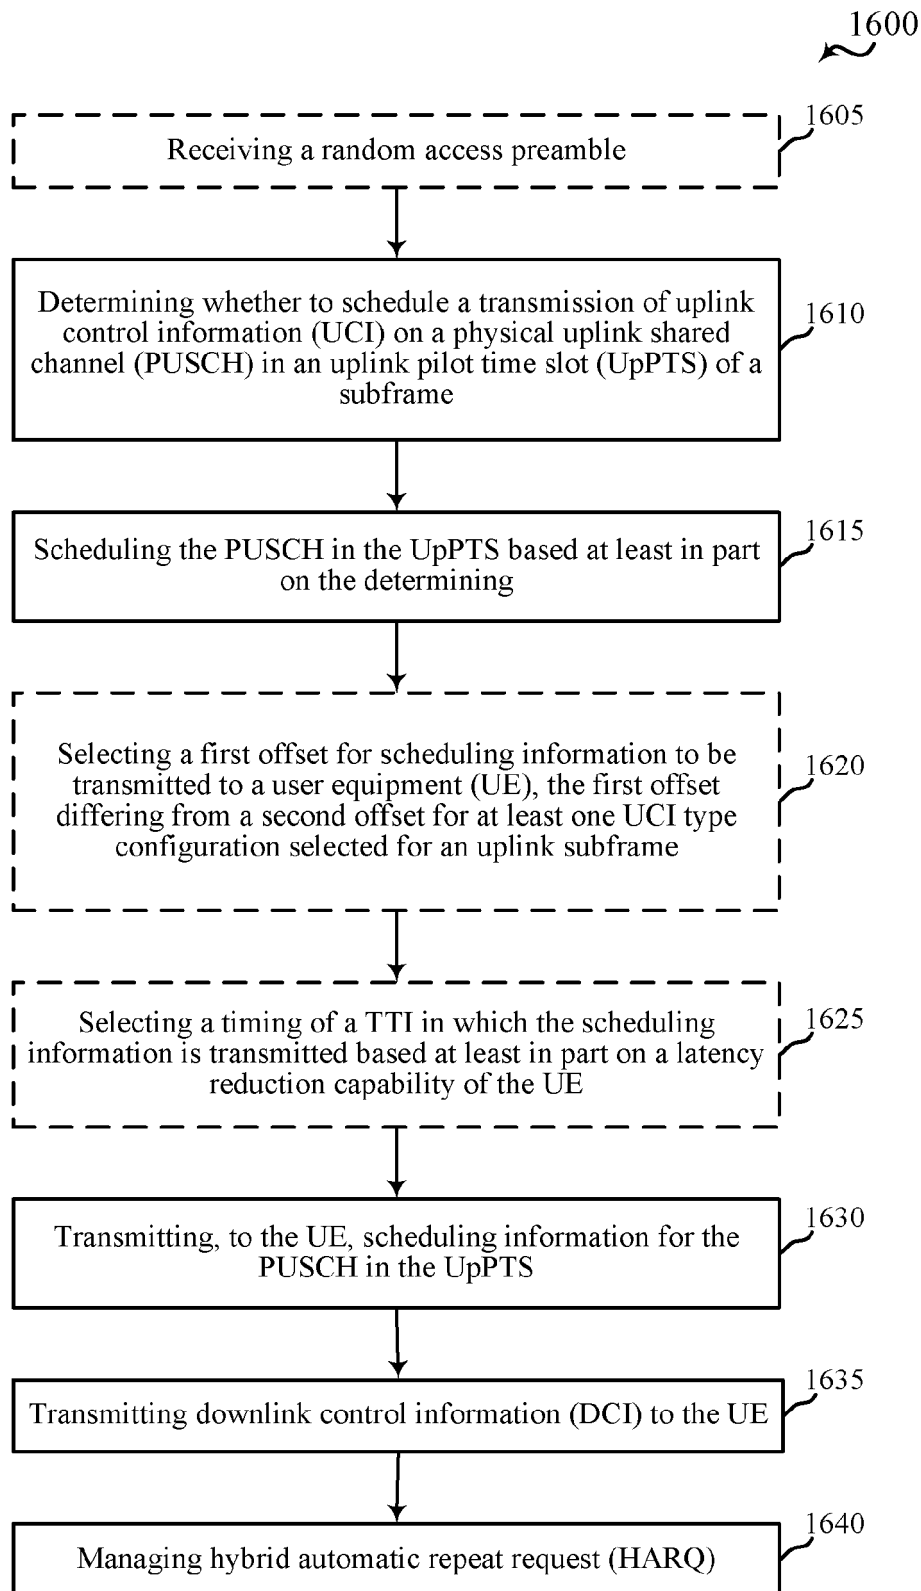 1600
1605
Receiving a random access preamble
Determining whether to schedule a transmission of uplink
control information (UCI) on a physical uplink shared
channel (PUSCH) in an uplink pilot time slot (UpPTS) of a
subframe
1610
Scheduling the PUSCH in the UpPTS based at least in part
on the determining
1615
Selecting a first offset for scheduling information to be
transmitted to a user equipment (UE), the first offset
differing from a second offset for at least one UCI type
configuration selected for an uplink subframe
1620
Selecting a timing of a TTI in which the scheduling
information is transmitted based at least in part on a latency
reduction capability of the UE
1625
Transmitting, to the UE, scheduling information for the
PUSCH in the UpPTS
1630
Transmitting downlink control information (DCI) to the UE
1635
Managing hybrid automatic repeat request (HARQ)
1640